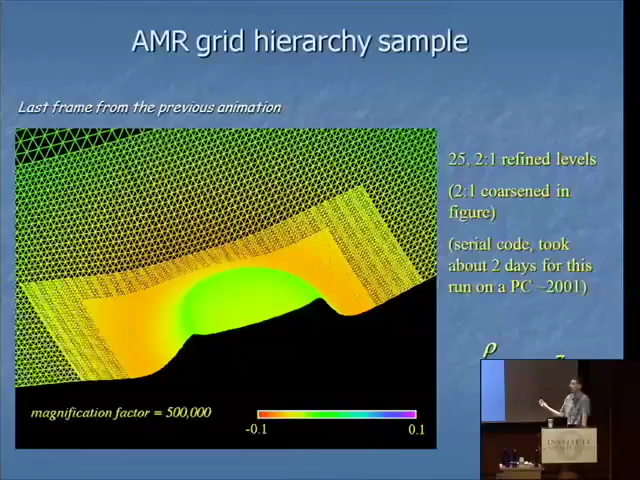 AMR grid hierarchy sample
Last frame from the previous animation
25, 2:1 refined levels
(2:1 coarsened in
figure)
(serial code, took
about 2 days for this
run on a PC ~2001)
ρ
z
magnification factor = 500,000
-0.1 0.1
INSTITUTE